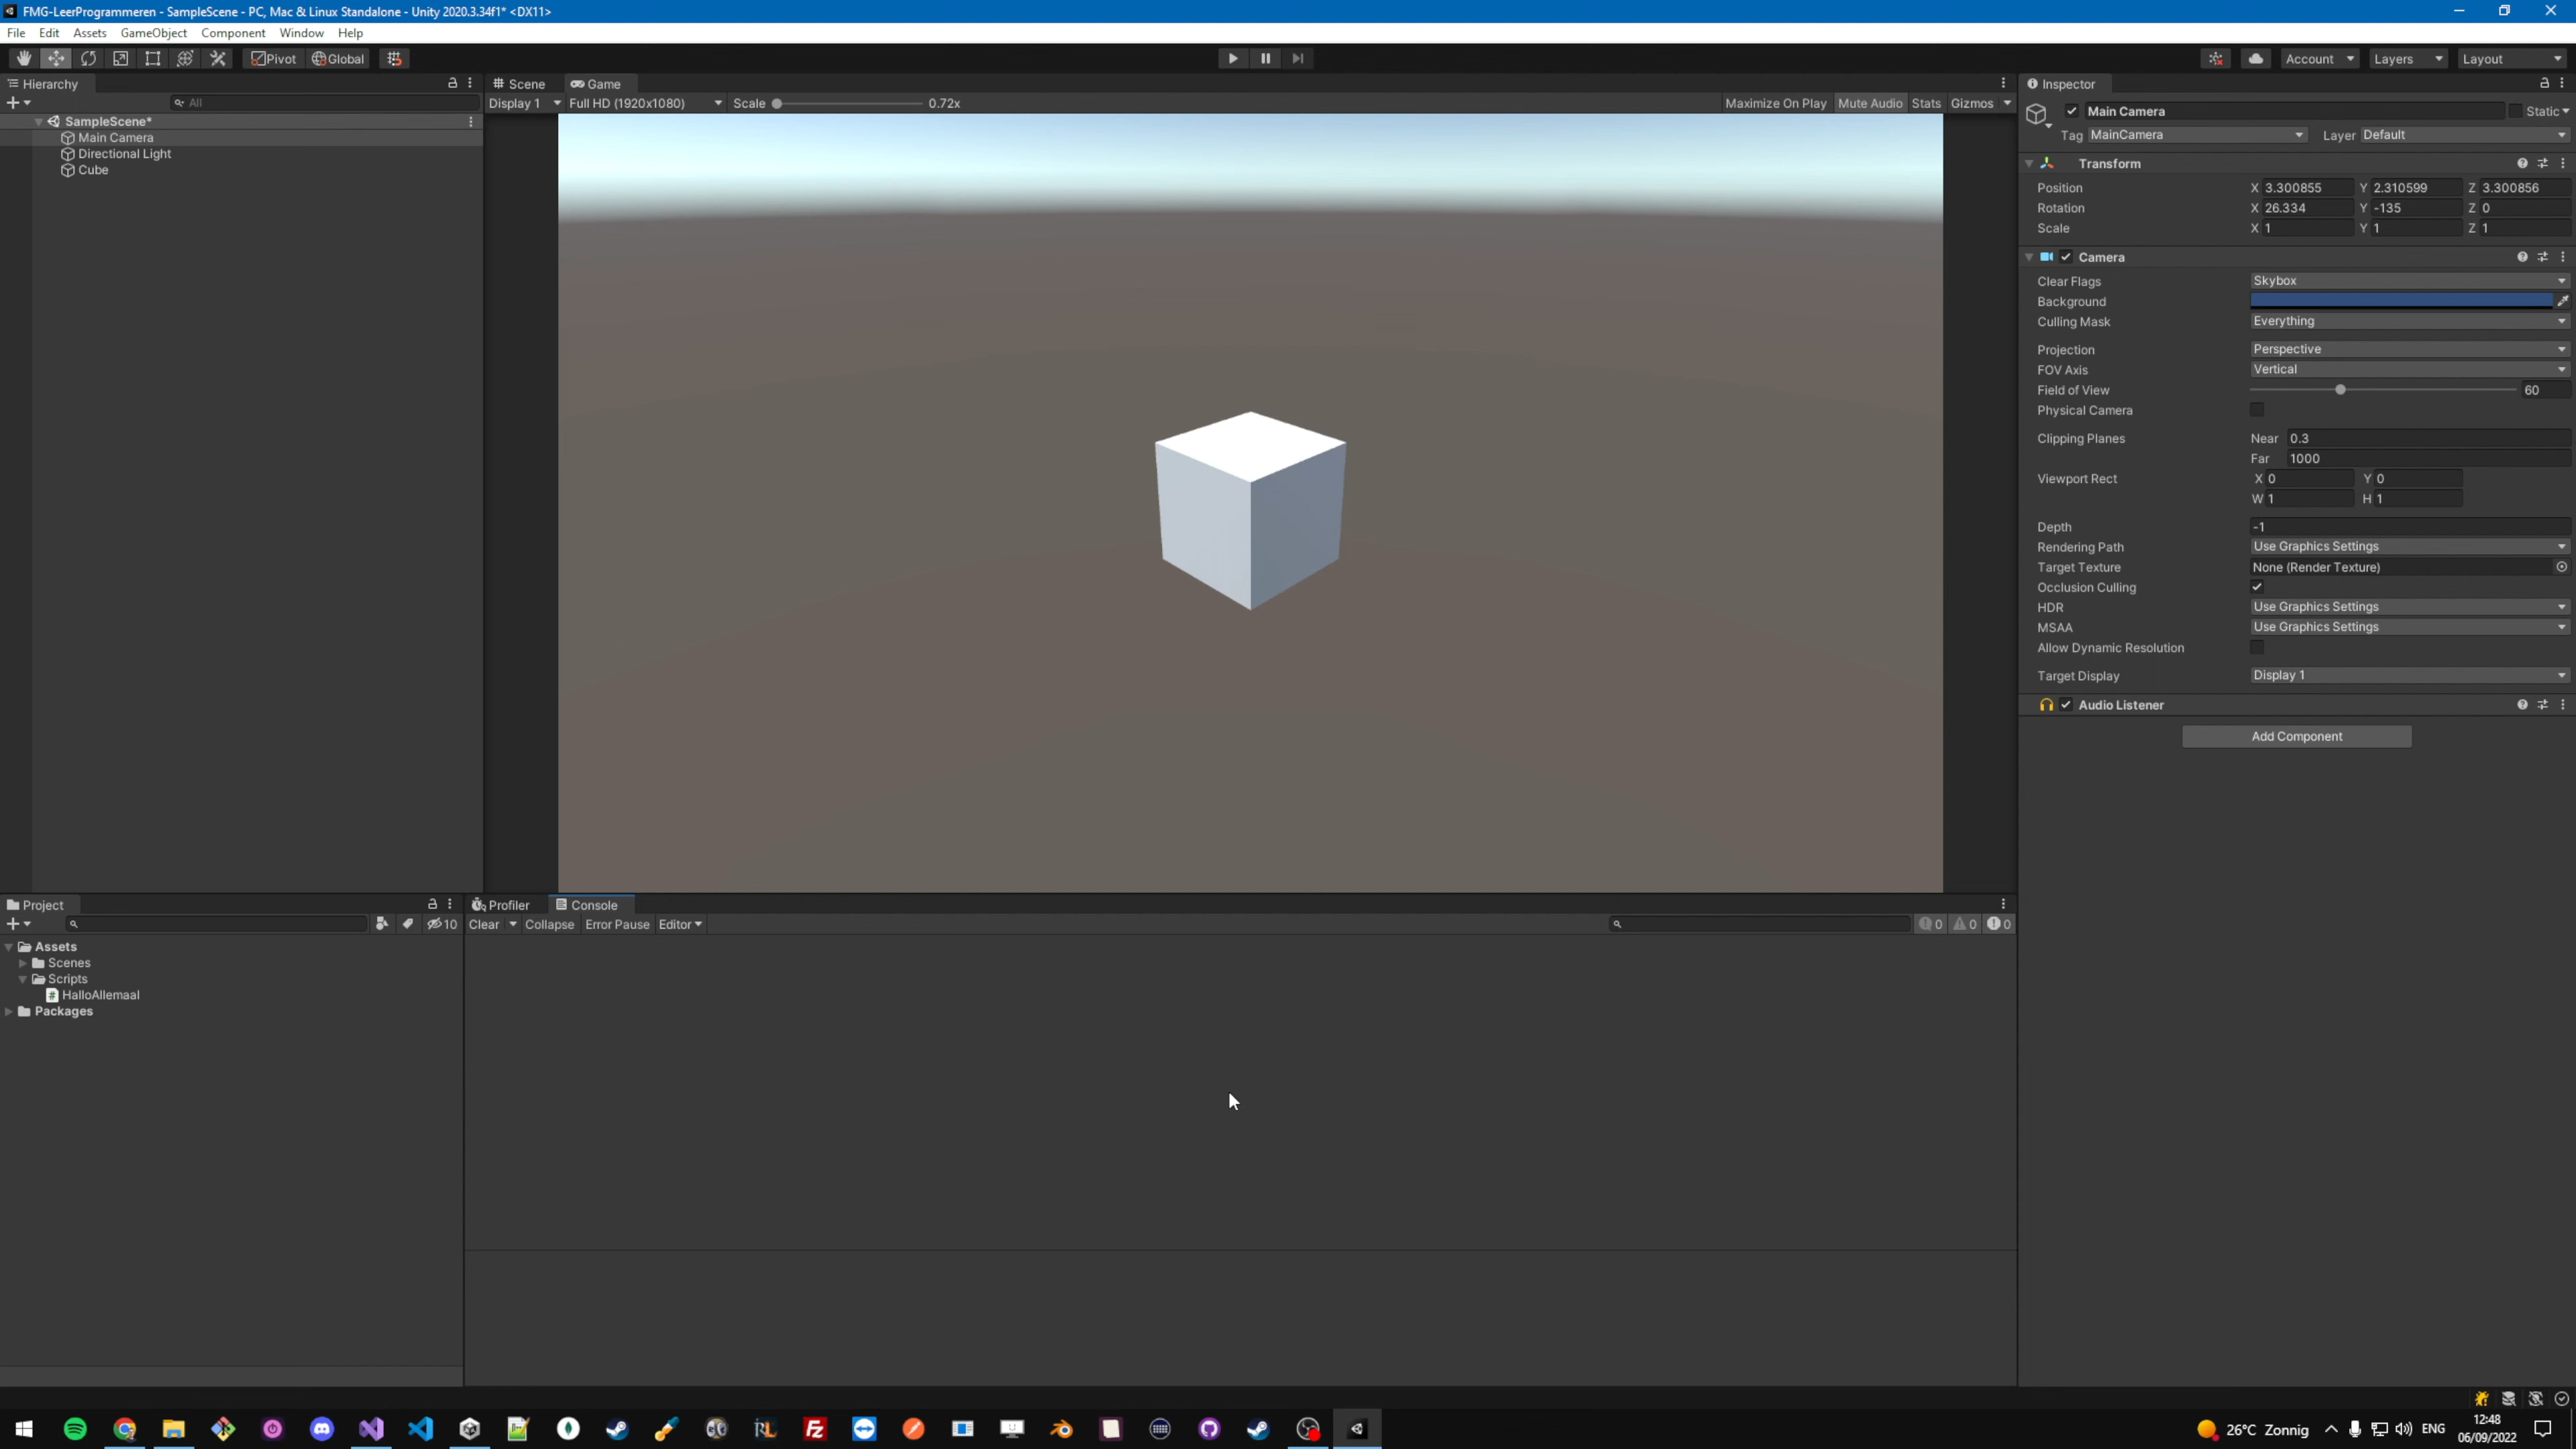 FMG-LeerProgrammeren - SampleScene - PC, Mac & Linux Standalone - Unity 2020.3.34f1* <DX11>
File Edit Assets GameObject Component Window Help
Pivot Global Account Layers Layout
Hierarchy
All
SampleScene*
Main Camera
Directional Light
Cube
Scene Game
Display 1 Full HD (1920x1080) Scale 0.72x Maximize On Play Mute Audio Stats Gizmos
Inspector
Main Camera Static
Tag MainCamera Layer Default
Transform
Position X 3.300855 Y 2.310599 Z 3.300856
Rotation X 26.334 Y -135 Z 0
Scale X 1 Y 1 Z 1
Camera
Clear Flags Skybox
Background
Culling Mask Everything
Projection Perspective
FOV Axis Vertical
Field of View 60
Physical Camera
Clipping Planes Near 0.3
Far 1000
Viewport Rect X 0 Y 0
W 1 H 1
Depth -1
Rendering Path Use Graphics Settings
Target Texture None (Render Texture)
Occlusion Culling
HDR Use Graphics Settings
MSAA Use Graphics Settings
Allow Dynamic Resolution
Target Display Display 1
Audio Listener
Add Component
Project
10
Assets
Scenes
Scripts
HalloAllemaal
Packages
Profiler Console
Clear Collapse Error Pause Editor 0 0 0
26°C Zonnig ENG 12:48
06/09/2022